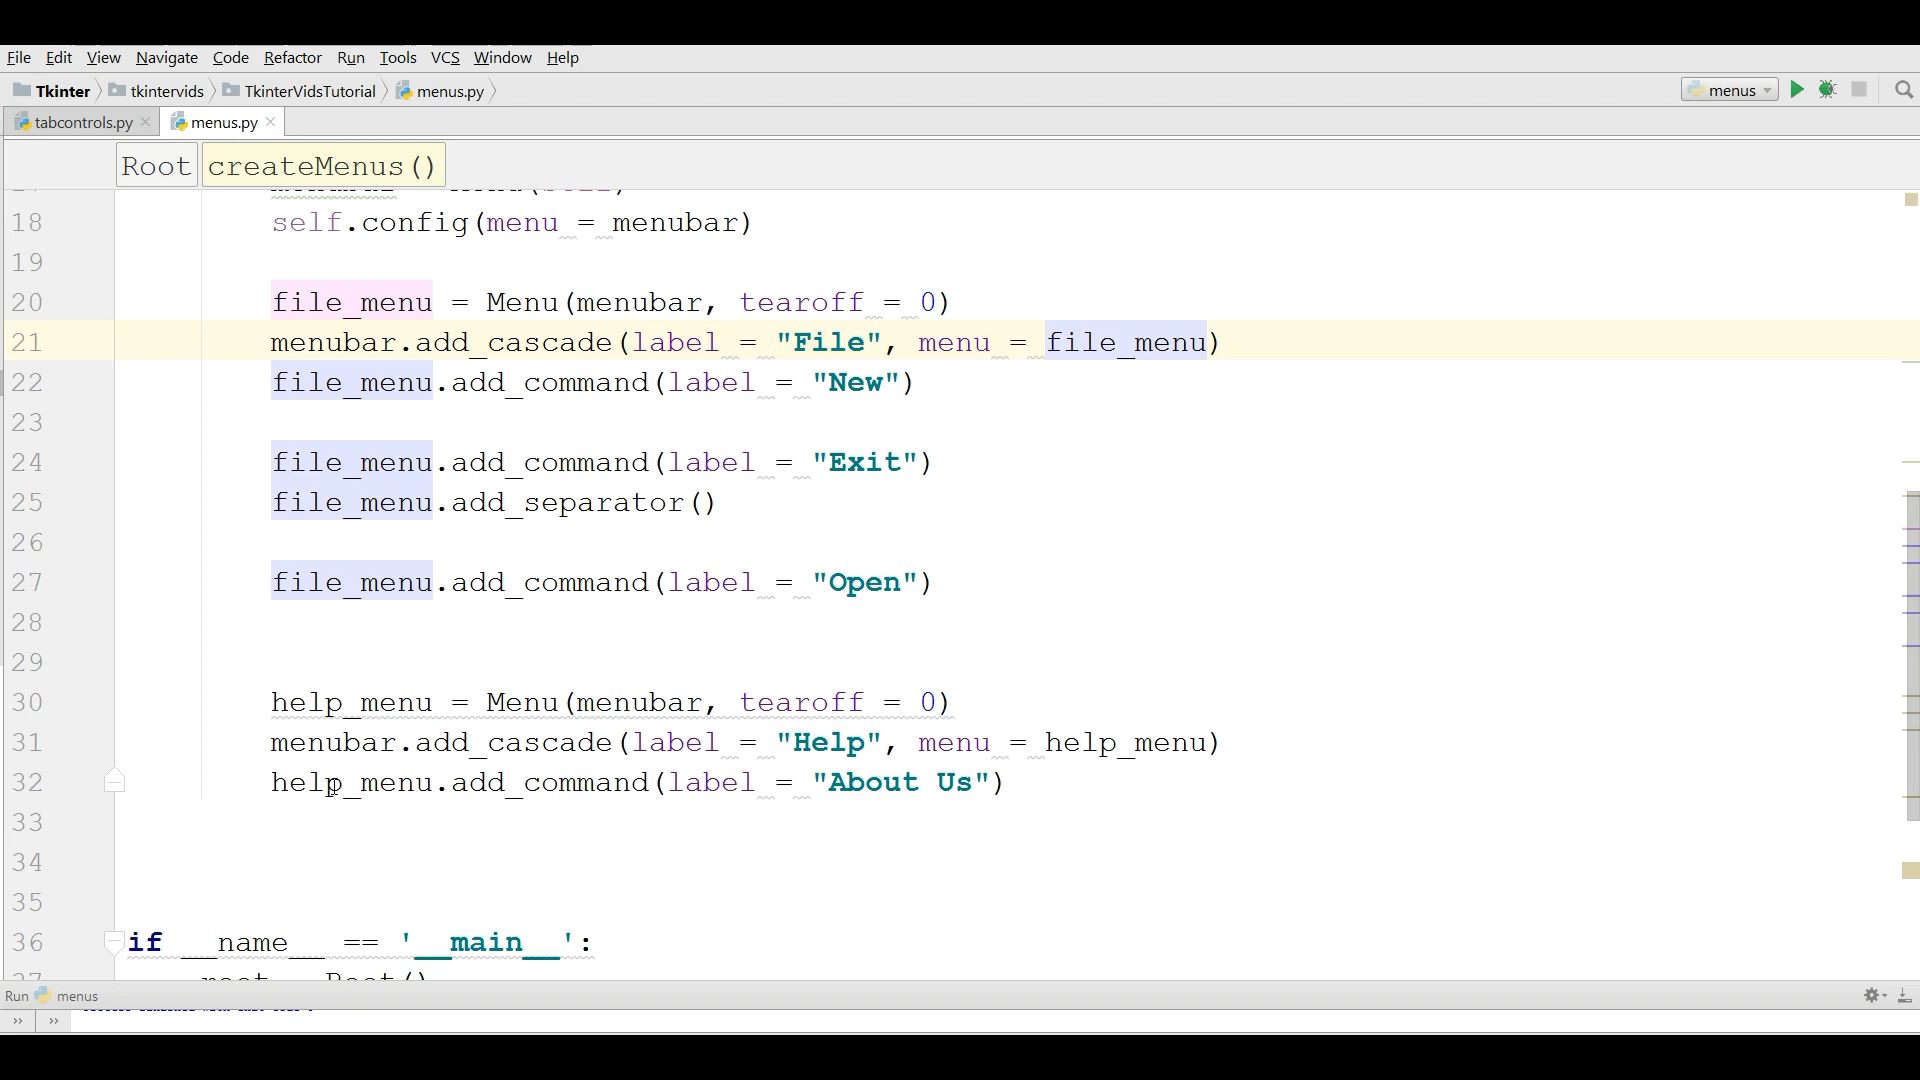 File Edit View Navigate Code Refactor Run Tools VCS Window Help
Tkinter tkintervids TkinterVidsTutorial menus.py menus
tabcontrols.py menus.py
Root createMenus()
18 self.config(menu = menubar)
19
20 file_menu = Menu(menubar, tearoff = 0)
21 menubar.add_cascade(label = "File", menu = file_menu)
22 file_menu.add_command(label = "New")
23
24 file_menu.add_command(label = "Exit")
25 file_menu.add_separator()
26
27 file_menu.add_command(label = "Open")
28
29
30 help_menu = Menu(menubar, tearoff = 0)
31 menubar.add_cascade(label = "Help", menu = help_menu)
32 help_menu.add_command(label = "About Us")
33
34
35
36 if __name__ == '__main__':
Run menus